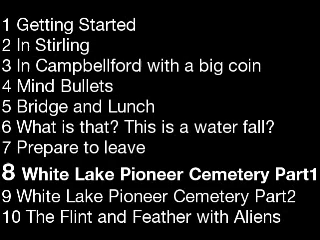 1 Getting Started
2 In Stirling
3 In Campbellford with a big coin
4 Mind Bullets
5 Bridge and Lunch
6 What is that? This is a water fall?
7 Prepare to leave
8 White Lake Pioneer Cemetery Part1
9 White Lake Pioneer Cemetery Part2
10 The Flint and Feather with Aliens